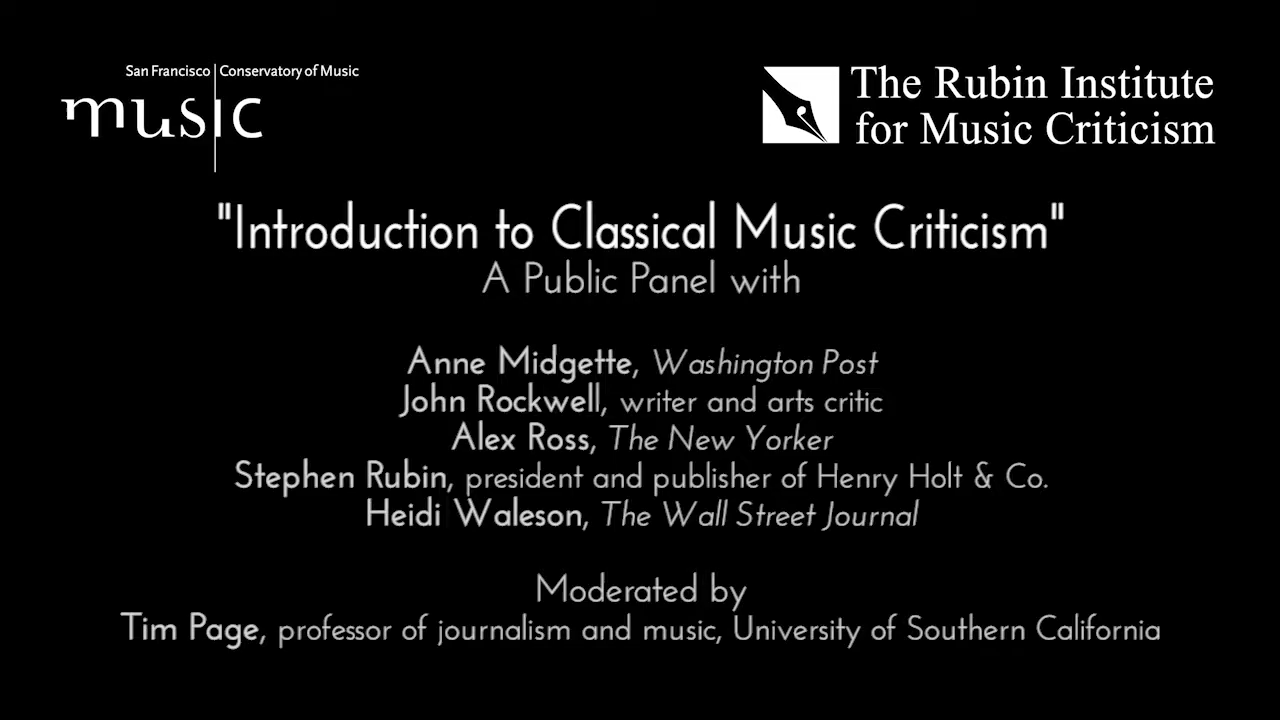 San Francisco Conservatory of Music
music
The Rubin Institute
for Music Criticism
"Introduction to Classical Music Criticism"
A Public Panel with
Anne Midgette, Washington Post
John Rockwell, writer and arts critic
Alex Ross, The New Yorker
Stephen Rubin, president and publisher of Henry Holt & Co.
Heidi Waleson, The Wall Street Journal
Moderated by
Tim Page, professor of journalism and music, University of Southern California